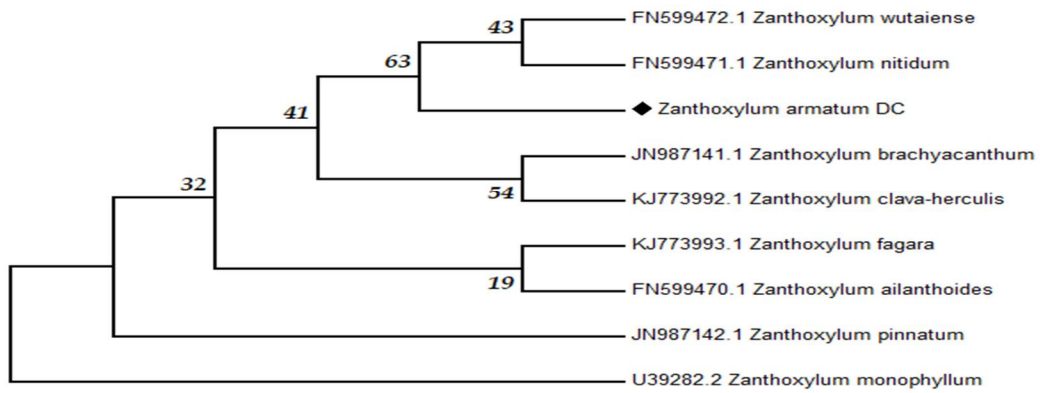 FN599472.1 Zanthoxylum wutaiense
43
63
FN599471.1 Zanthoxylum nitidum
41
Zanthoxylum armatum DC
JN987141.1 Zanthoxylum brachyacanthum
32
54
KJ773992.1 Zanthoxylum clava-herculis
KJ773993.1 Zanthoxylum fagara
19
FN599470.1 Zanthoxylum ailanthoides
JN987142.1 Zanthoxylum pinnatum
U39282.2 Zanthoxylum monophyllum